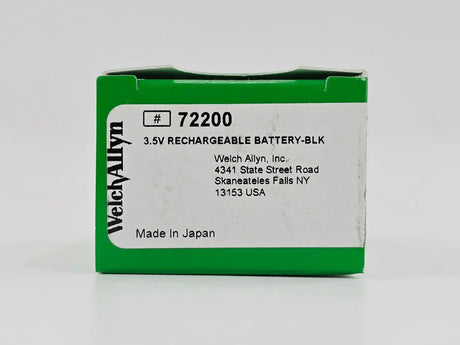 WelchAllyn
# 72200
3.5V RECHARGEABLE BATTERY-BLK
Welch Allyn, Inc.
4341 State Street Road
Skaneateles Falls NY
13153 USA
Made In Japan